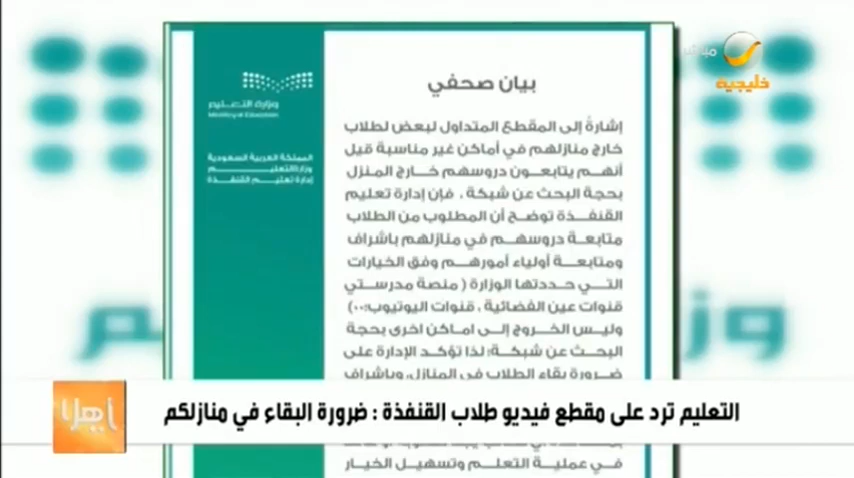 مباشر
خليجية
وزارة التعليم
Ministry of Education
المملكة العربية السعودية
وزارة التعليم
إدارة تعليم القنفذة
بيان صحفي
إشارةً إلى المقطع المتداول لبعض لطلاب
خارج منازلهم في أماكن غير مناسبة قيل
أنهم يتابعون دروسهم خارج المنزل
بحجة البحث عن شبكة ، فإن إدارة تعليم
القنفذة توضح أن المطلوب من الطلاب
متابعة دروسهم في منازلهم باشراف
ومتابعة أولياء أمورهم وفق الخيارات
التي حددتها الوزارة ( منصة مدرستي
قنوات عين الفضائية ، قنوات اليوتيوب؛٠٠)
وليس الخروج إلى اماكن اخرى بحجة
البحث عن شبكة؛ لذا تؤكد الإدارة على
ضرورة بقاء الطلاب في المنازل، وباشراف
التعليم ترد على مقطع فيديو طلاب القنفذة : ضرورة البقاء في منازلكم
ياهلا
في عملية التعلم وتسهيل الخيار